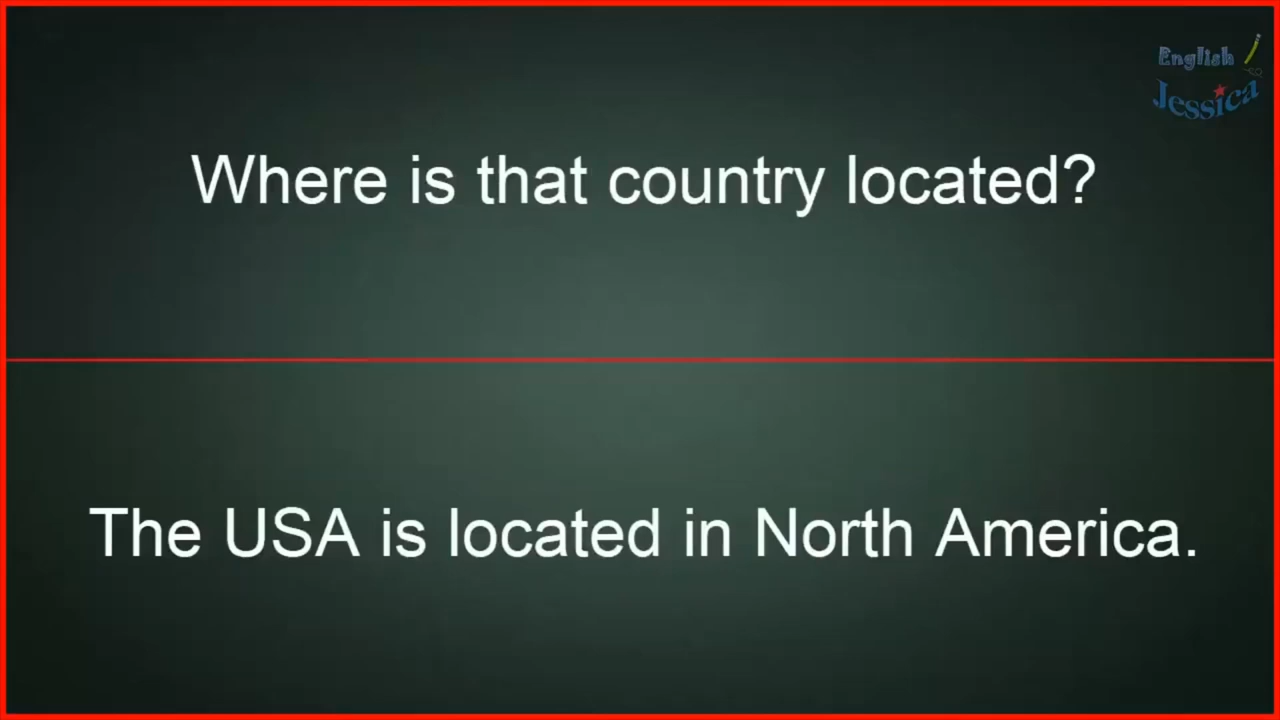 English
Jessica
Where is that country located?
The USA is located in North America.